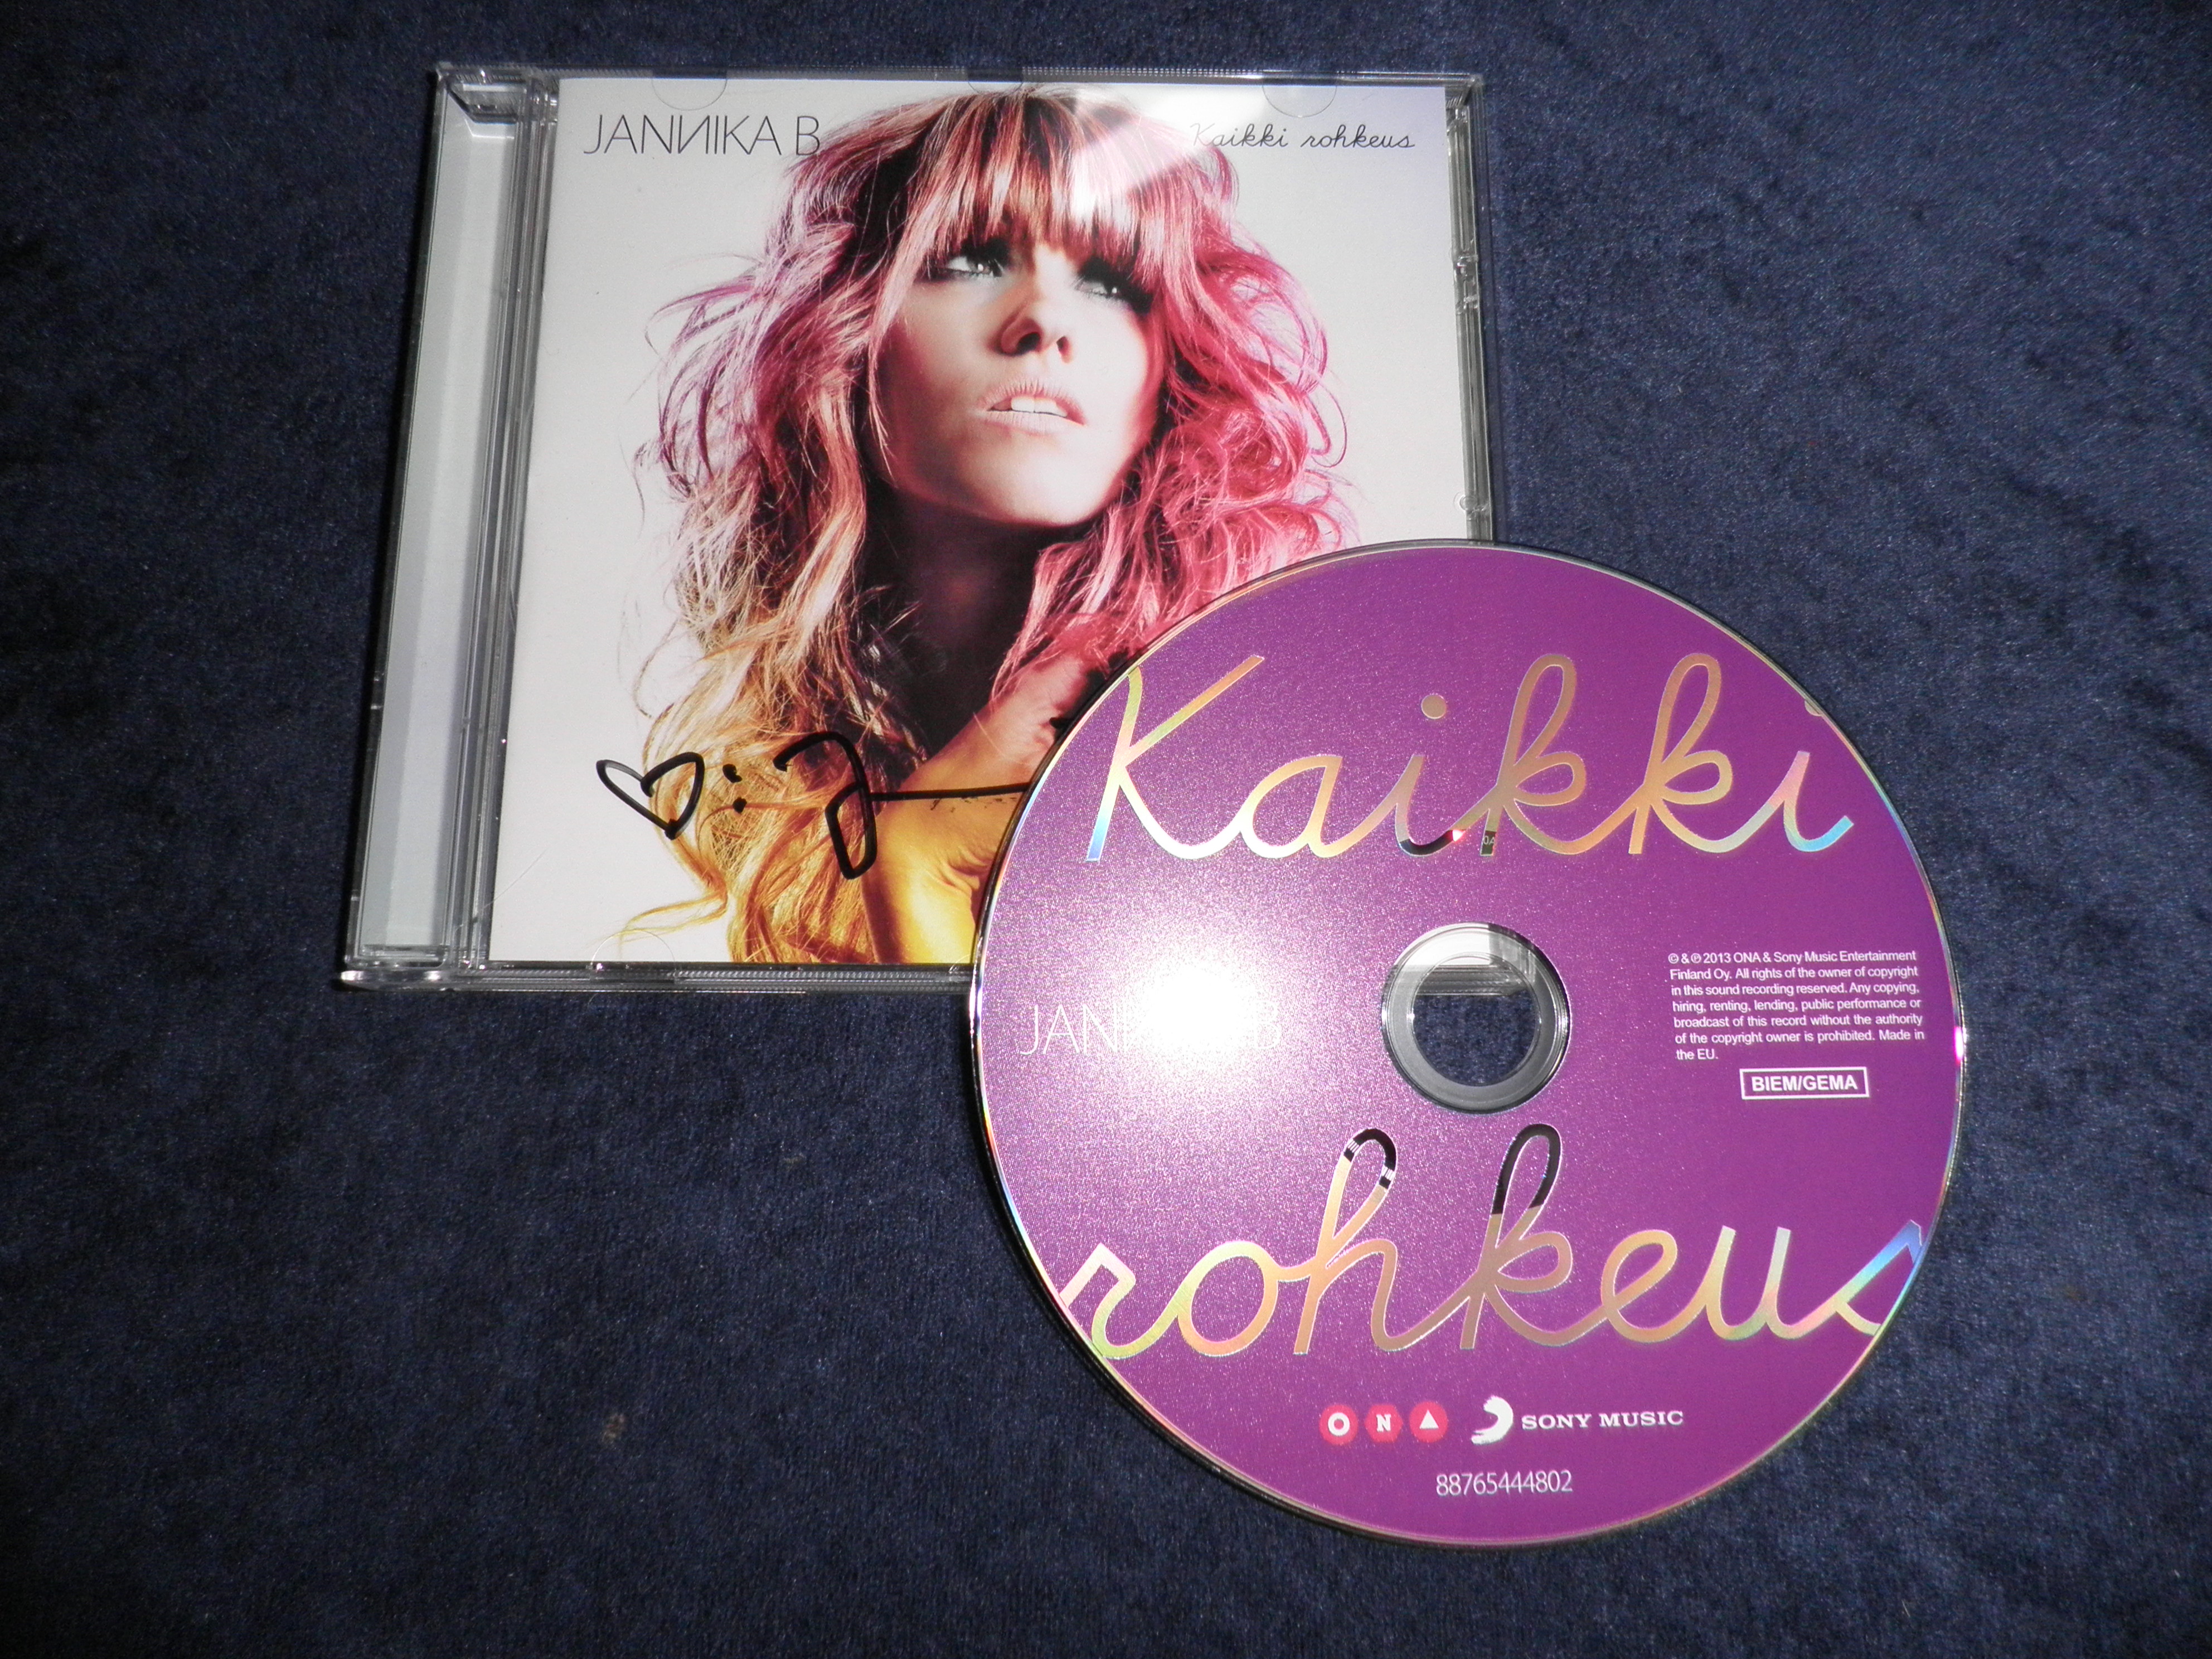 JANNIKA B
Kaikki rohkeus
Kaikki
© & ℗ 2013 ONA & Sony Music Entertainment
Finland Oy. All rights of the owner of copyright
in this sound recording reserved. Any copying,
hiring, renting, lending, public performance or
broadcast of this record without the authority
of the copyright owner is prohibited. Made in
the EU.
BIEM/GEMA
rohkeus
ONA SONY MUSIC
88765444802